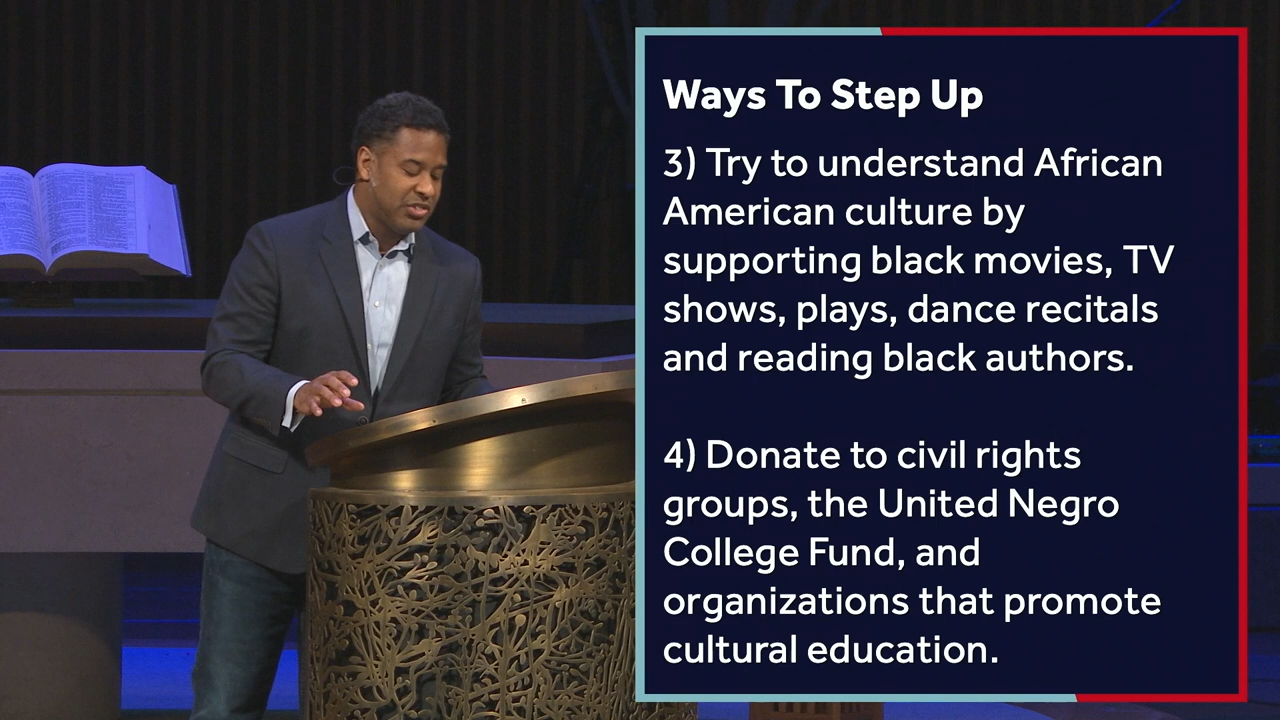 Ways To Step Up
3) Try to understand African
American culture by
supporting black movies, TV
shows, plays, dance recitals
and reading black authors.
4) Donate to civil rights
groups, the United Negro
College Fund, and
organizations that promote
cultural education.